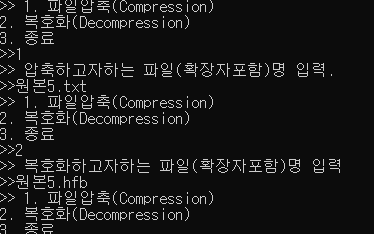 >> 1. 파일압축(Compression)
2. 복호화(Decompression)
3. 종료
>>1
>> 압축하고자하는 파일(확장자포함)명 입력.
>>원본5.txt
>> 1. 파일압축(Compression)
2. 복호화(Decompression)
3. 종료
>>2
>> 복호화하고자하는 파일(확장자포함)명 입력
>>원본5.hfb
>> 1. 파일압축(Compression)
2. 복호화(Decompression)
3. 종료